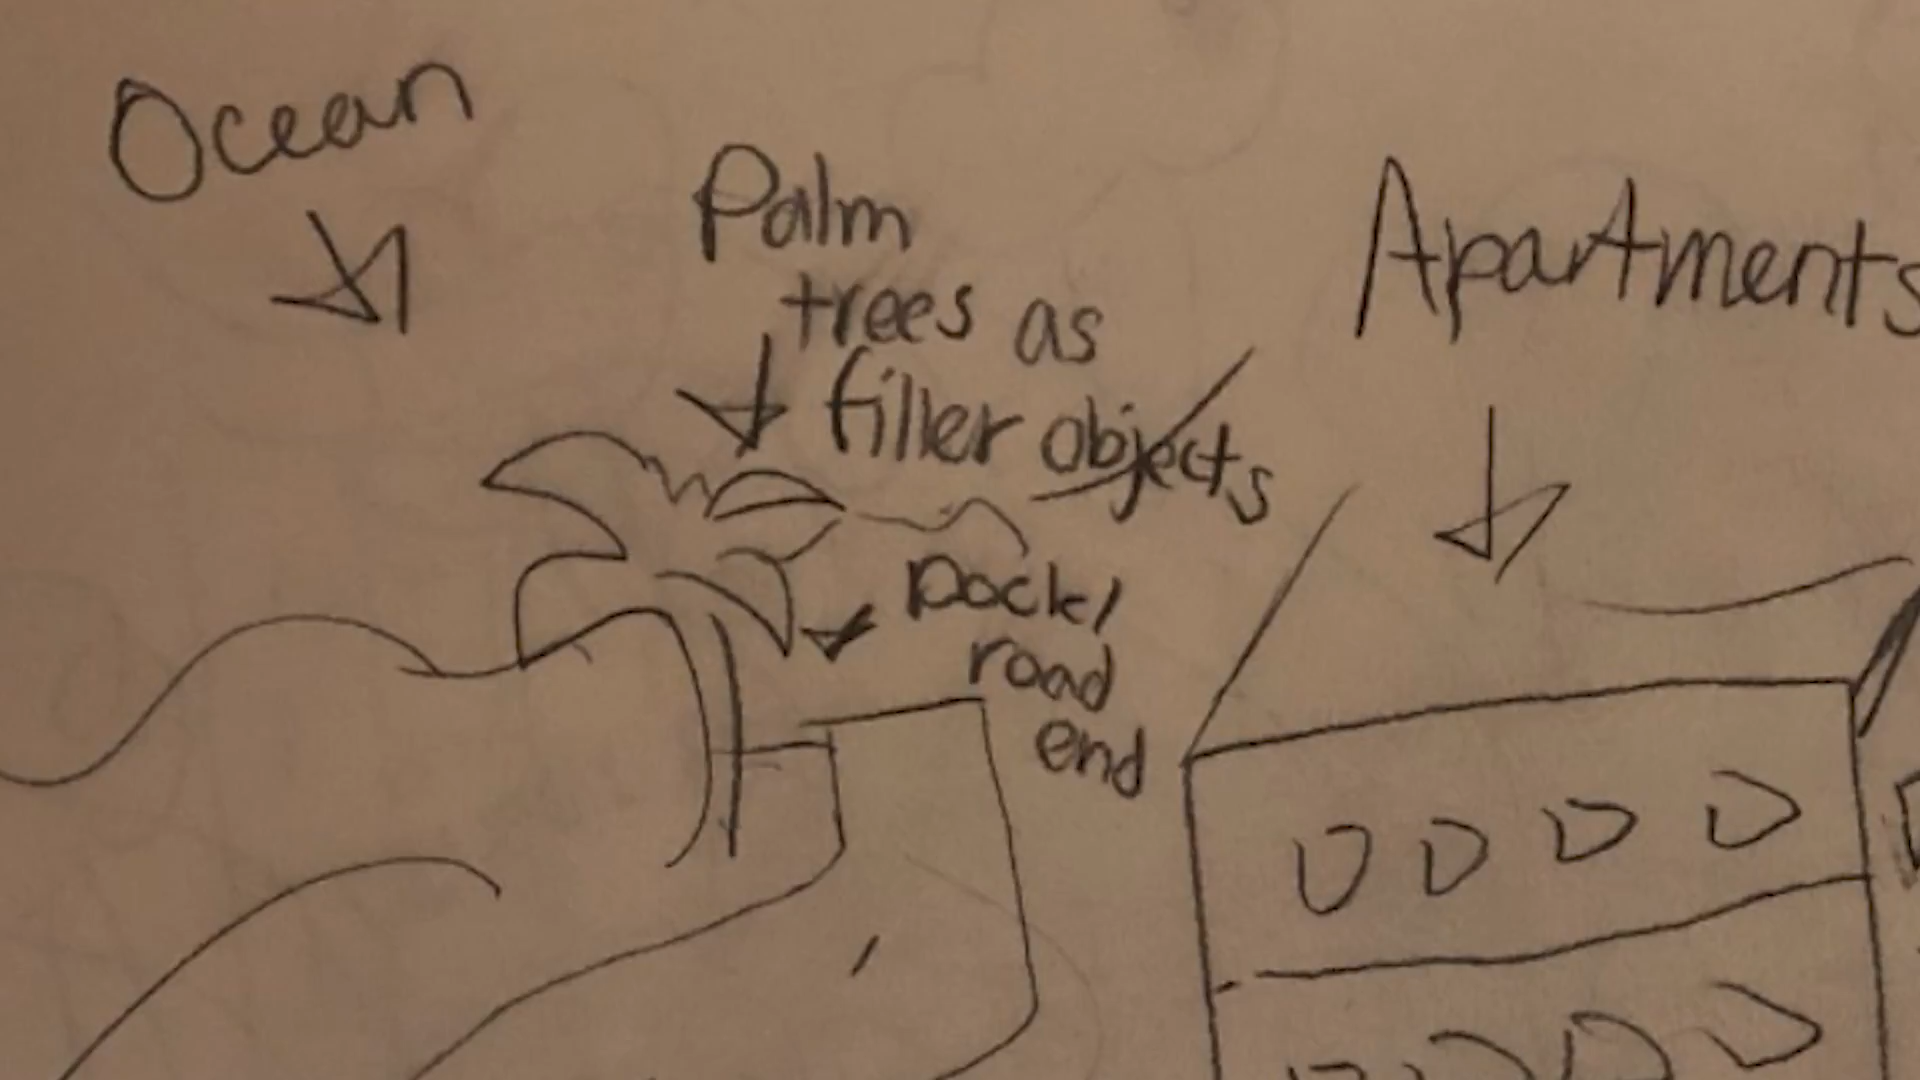 Ocean
Palm
trees as
filler objects
Apartments
Dock/
road
end